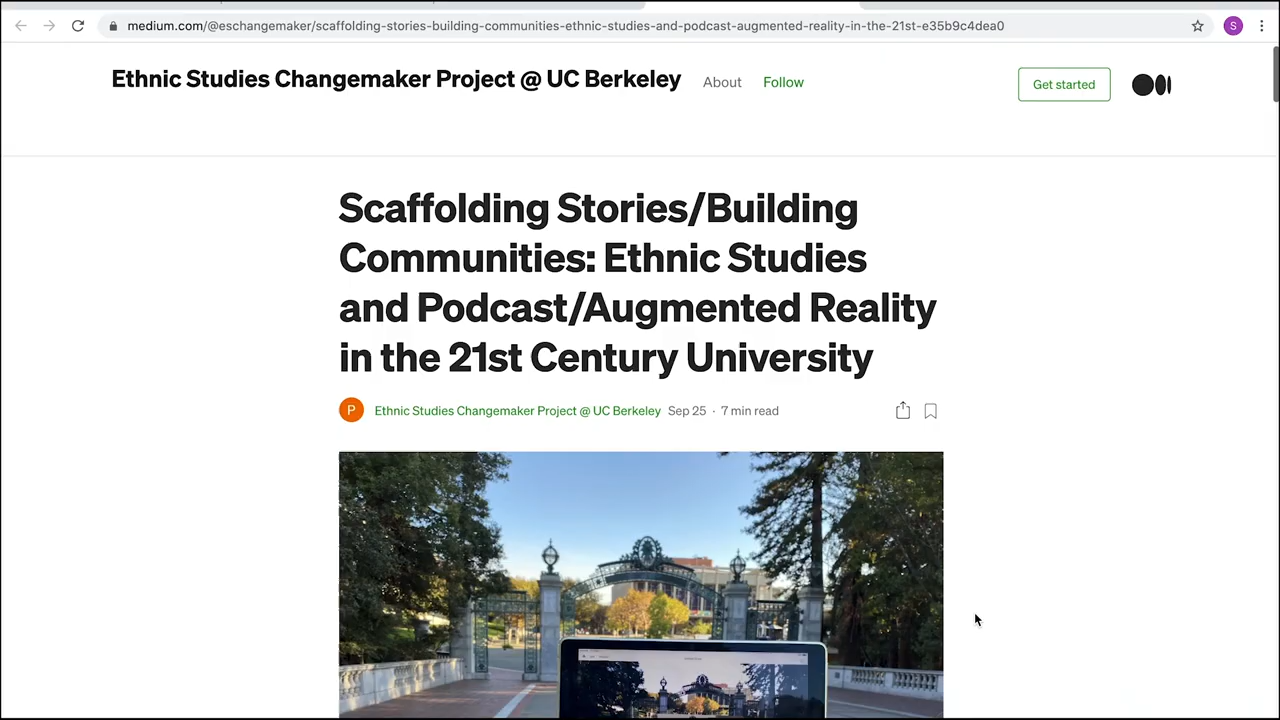 medium.com/@eschangemaker/scaffolding-stories-building-communities-ethnic-studies-and-podcast-augmented-reality-in-the-21st-e35b9c4dea0
S
Ethnic Studies Changemaker Project @ UC Berkeley
About
Follow
Get started
Scaffolding Stories/Building
Communities: Ethnic Studies
and Podcast/Augmented Reality
in the 21st Century University
P
Ethnic Studies Changemaker Project @ UC Berkeley Sep 25 · 7 min read